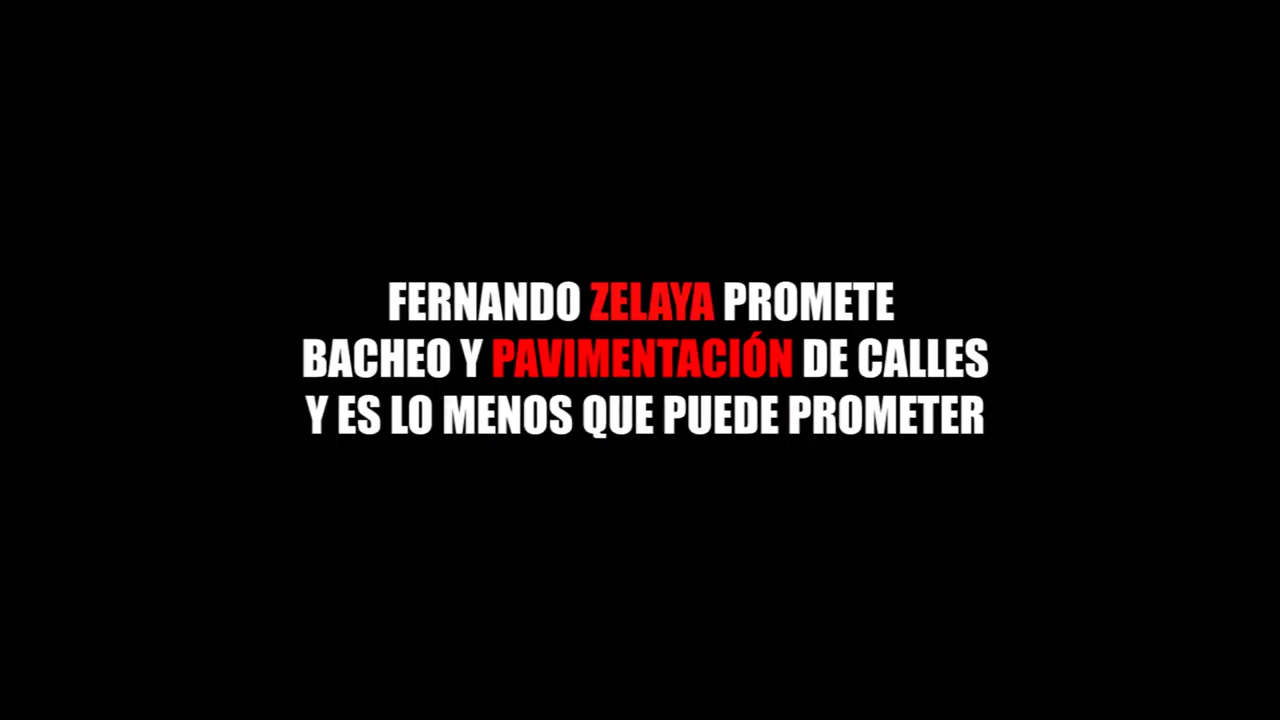 FERNANDO ZELAYA PROMETE
BACHEO Y PAVIMENTACIÓN DE CALLES
Y ES LO MENOS QUE PUEDE PROMETER